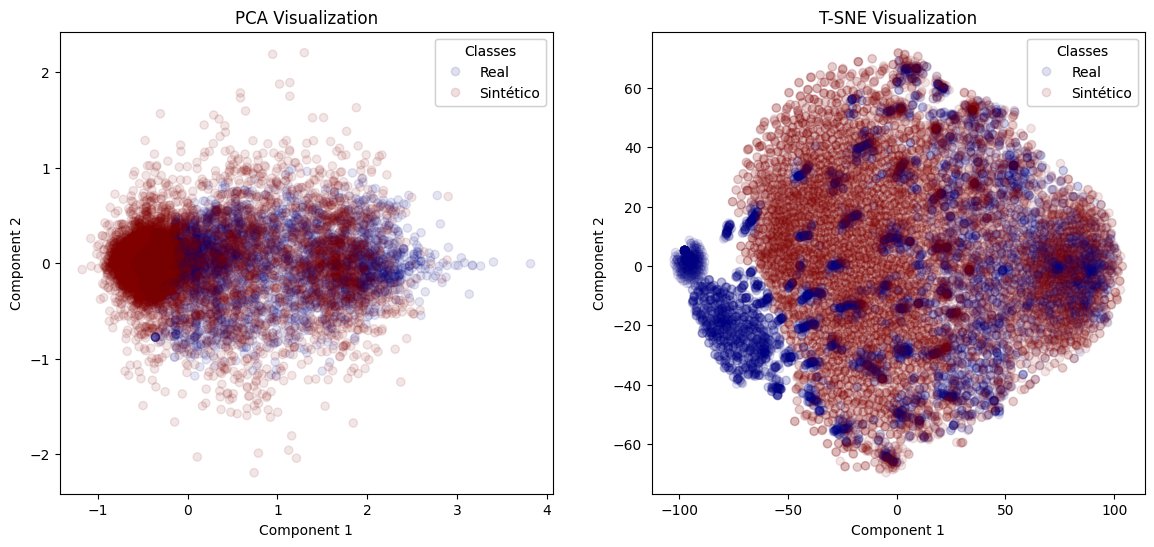 PCA Visualization
Classes
Real
Sintético
2
1
0
−1
−2
Component 2
−1
0
1
2
3
4
Component 1
T-SNE Visualization
Classes
Real
Sintético
60
40
20
0
−20
−40
−60
Component 2
−100
−50
0
50
100
Component 1